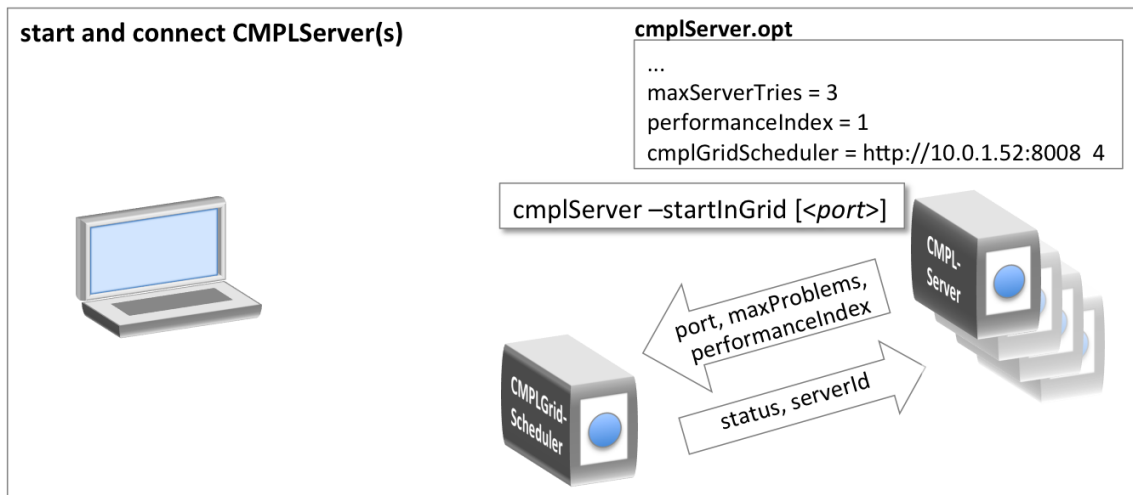 start and connect CMPLServer(s)
cmplServer.opt
...
maxServerTries = 3
performanceIndex = 1
cmplGridScheduler = http://10.0.1.52:8008 4
cmplServer –startInGrid [<port>]
CMPL-
Server
port, maxProblems,
performanceIndex
CMPLGrid-
Scheduler
status, serverId